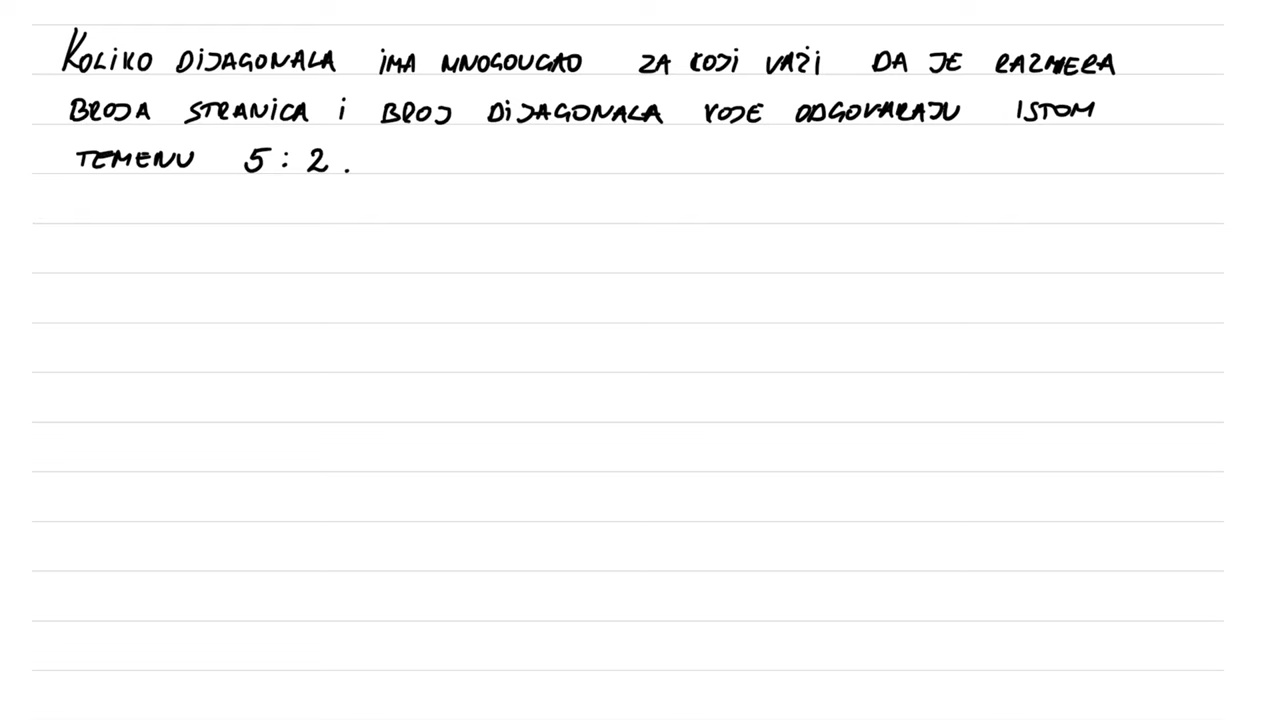 KOLIKO DIJAGONALA IMA MNOGOUGAO ZA KOJI VAŽI DA JE RAZMERA
BROJA STRANICA I BROJ DIJAGONALA KOJE ODGOVARAJU ISTOM
TEMENU 5 : 2 .